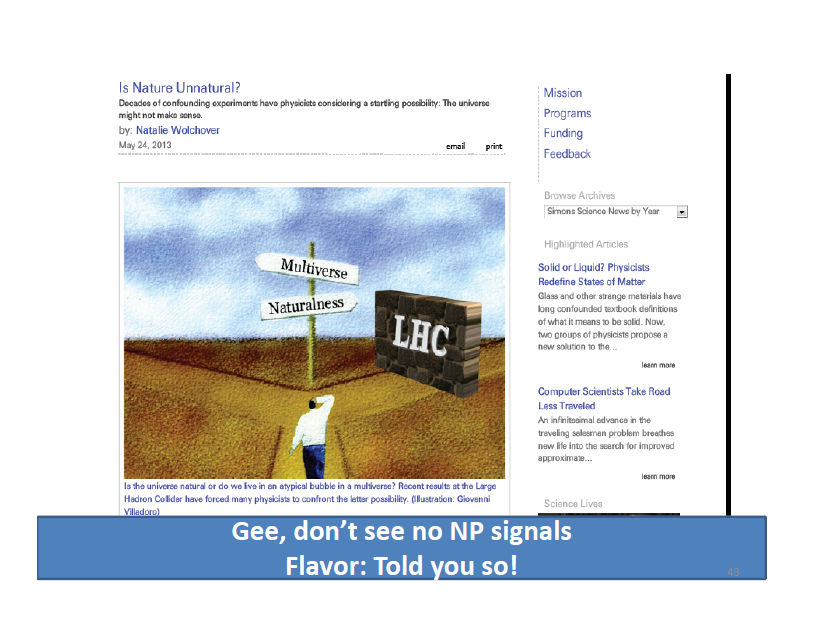 Is Nature Unnatural?
Decades of confounding experiments have physicists considering a startling possibility: The universe
might not make sense.
by: Natalie Wolchover
May 24, 2013
email print
Multiverse
Naturalness
LHC
Is the universe natural or do we live in an atypical bubble in a multiverse? Recent results at the Large
Hadron Collider have forced many physicists to confront the latter possibility. (Illustration: Giovanni
Villadoro)
Mission
Programs
Funding
Feedback
Browse Archives
Simons Science News by Year
Highlighted Articles
Solid or Liquid? Physicists
Redefine States of Matter
Glass and other strange materials have
long confounded textbook definitions
of what it means to be solid. Now,
two groups of physicists propose a
new solution to the...
learn more
Computer Scientists Take Road
Less Traveled
An infinitesimal advance in the
traveling salesman problem breathes
new life into the search for improved
approximate...
learn more
Science Lives
Gee, don’t see no NP signals
Flavor: Told you so!
43